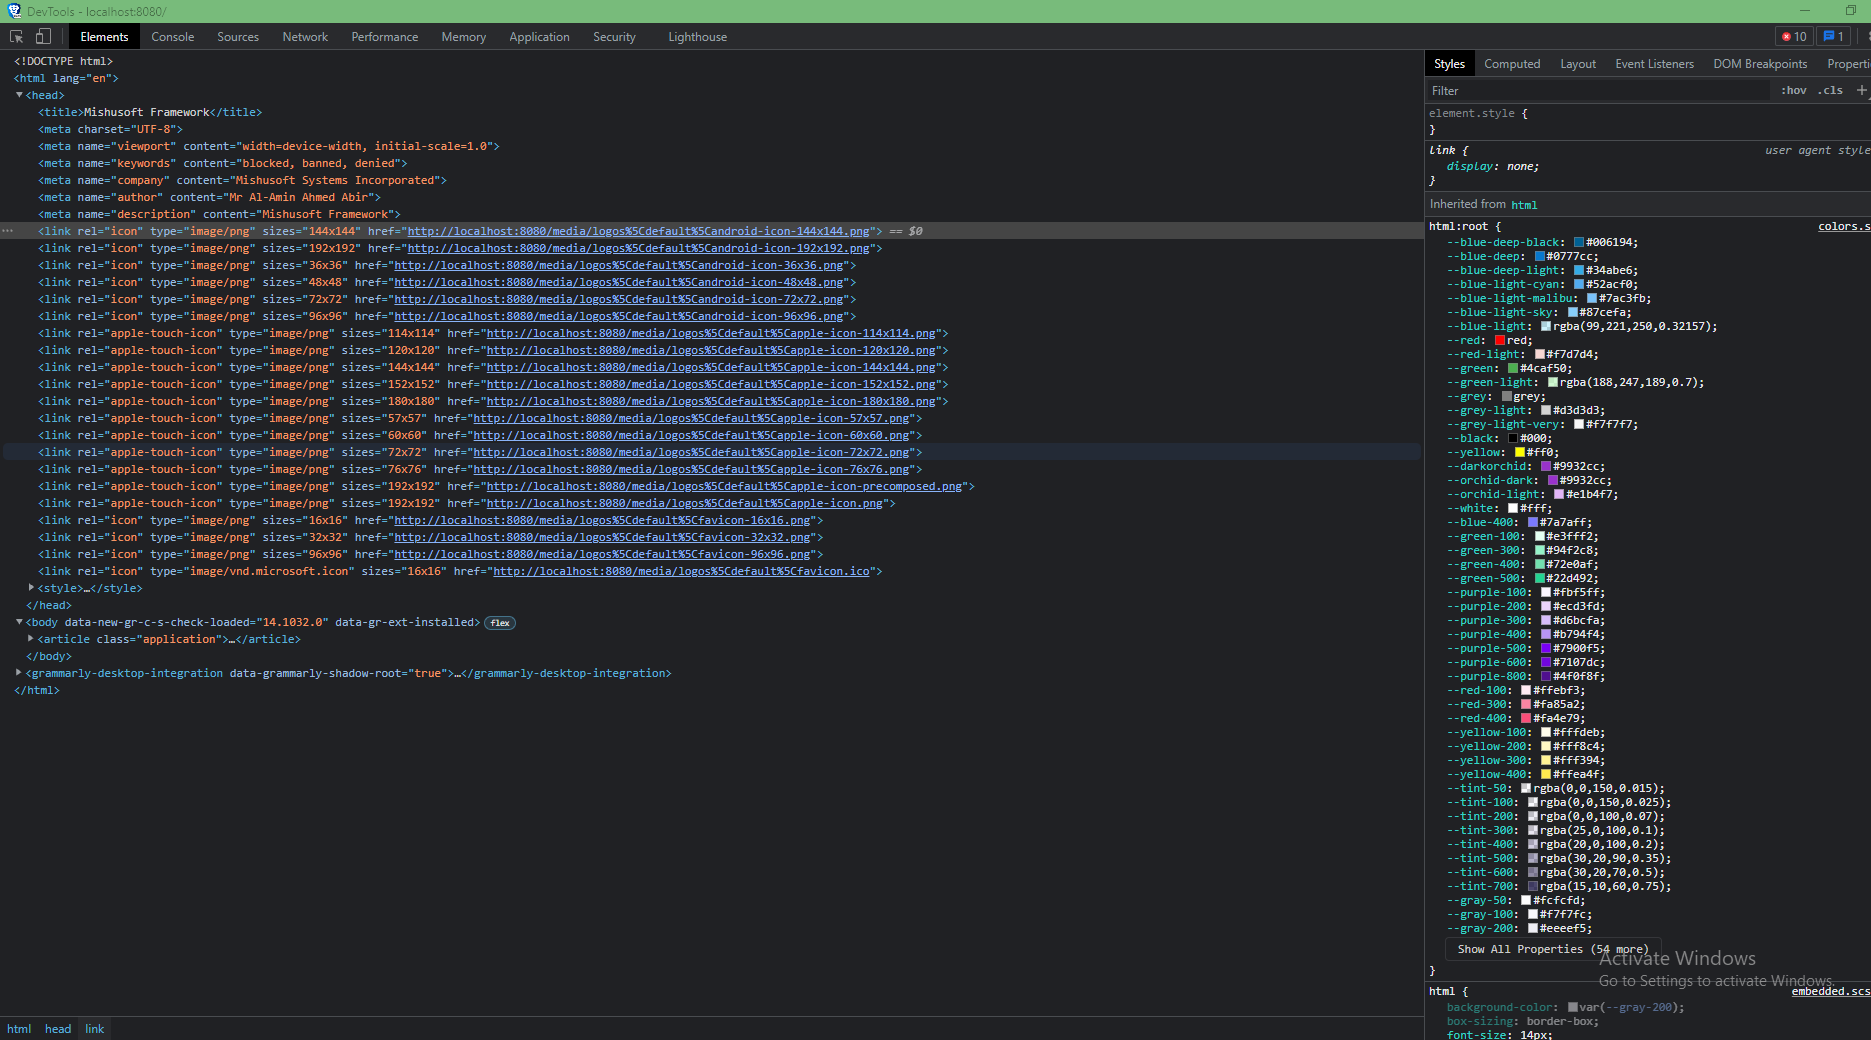 DevTools - localhost:8080/
Elements Console Sources Network Performance Memory Application Security Lighthouse 10 1
<!DOCTYPE html>
<html lang="en">
<head>
<title>Mishusoft Framework</title>
<meta charset="UTF-8">
<meta name="viewport" content="width=device-width, initial-scale=1.0">
<meta name="keywords" content="blocked, banned, denied">
<meta name="company" content="Mishusoft Systems Incorporated">
<meta name="author" content="Mr Al-Amin Ahmed Abir">
<meta name="description" content="Mishusoft Framework">
<link rel="icon" type="image/png" sizes="144x144" href="http://localhost:8080/media/logos%5Cdefault%5Candroid-icon-144x144.png"> == $0
<link rel="icon" type="image/png" sizes="192x192" href="http://localhost:8080/media/logos%5Cdefault%5Candroid-icon-192x192.png">
<link rel="icon" type="image/png" sizes="36x36" href="http://localhost:8080/media/logos%5Cdefault%5Candroid-icon-36x36.png">
<link rel="icon" type="image/png" sizes="48x48" href="http://localhost:8080/media/logos%5Cdefault%5Candroid-icon-48x48.png">
<link rel="icon" type="image/png" sizes="72x72" href="http://localhost:8080/media/logos%5Cdefault%5Candroid-icon-72x72.png">
<link rel="icon" type="image/png" sizes="96x96" href="http://localhost:8080/media/logos%5Cdefault%5Candroid-icon-96x96.png">
<link rel="apple-touch-icon" type="image/png" sizes="114x114" href="http://localhost:8080/media/logos%5Cdefault%5Capple-icon-114x114.png">
<link rel="apple-touch-icon" type="image/png" sizes="120x120" href="http://localhost:8080/media/logos%5Cdefault%5Capple-icon-120x120.png">
<link rel="apple-touch-icon" type="image/png" sizes="144x144" href="http://localhost:8080/media/logos%5Cdefault%5Capple-icon-144x144.png">
<link rel="apple-touch-icon" type="image/png" sizes="152x152" href="http://localhost:8080/media/logos%5Cdefault%5Capple-icon-152x152.png">
<link rel="apple-touch-icon" type="image/png" sizes="180x180" href="http://localhost:8080/media/logos%5Cdefault%5Capple-icon-180x180.png">
<link rel="apple-touch-icon" type="image/png" sizes="57x57" href="http://localhost:8080/media/logos%5Cdefault%5Capple-icon-57x57.png">
<link rel="apple-touch-icon" type="image/png" sizes="60x60" href="http://localhost:8080/media/logos%5Cdefault%5Capple-icon-60x60.png">
<link rel="apple-touch-icon" type="image/png" sizes="72x72" href="http://localhost:8080/media/logos%5Cdefault%5Capple-icon-72x72.png">
<link rel="apple-touch-icon" type="image/png" sizes="76x76" href="http://localhost:8080/media/logos%5Cdefault%5Capple-icon-76x76.png">
<link rel="apple-touch-icon" type="image/png" sizes="192x192" href="http://localhost:8080/media/logos%5Cdefault%5Capple-icon-precomposed.png">
<link rel="apple-touch-icon" type="image/png" sizes="192x192" href="http://localhost:8080/media/logos%5Cdefault%5Capple-icon.png">
<link rel="icon" type="image/png" sizes="16x16" href="http://localhost:8080/media/logos%5Cdefault%5Cfavicon-16x16.png">
<link rel="icon" type="image/png" sizes="32x32" href="http://localhost:8080/media/logos%5Cdefault%5Cfavicon-32x32.png">
<link rel="icon" type="image/png" sizes="96x96" href="http://localhost:8080/media/logos%5Cdefault%5Cfavicon-96x96.png">
<link rel="icon" type="image/vnd.microsoft.icon" sizes="16x16" href="http://localhost:8080/media/logos%5Cdefault%5Cfavicon.ico">
<style>…</style>
</head>
<body data-new-gr-c-s-check-loaded="14.1032.0" data-gr-ext-installed> flex
<article class="application">…</article>
</body>
<grammarly-desktop-integration data-grammarly-shadow-root="true">…</grammarly-desktop-integration>
</html>
html head link
Styles Computed Layout Event Listeners DOM Breakpoints Properti
Filter :hov .cls +
element.style {
}
link { user agent style
display: none;
}
Inherited from html
html:root { colors.s
--blue-deep-black: #006194;
--blue-deep: #0777cc;
--blue-deep-light: #34abe6;
--blue-light-cyan: #52acf0;
--blue-light-malibu: #7ac3fb;
--blue-light-sky: #87cefa;
--blue-light: rgba(99,221,250,0.32157);
--red: red;
--red-light: #f7d7d4;
--green: #4caf50;
--green-light: rgba(188,247,189,0.7);
--grey: grey;
--grey-light: #d3d3d3;
--grey-light-very: #f7f7f7;
--black: #000;
--yellow: #ff0;
--darkorchid: #9932cc;
--orchid-dark: #9932cc;
--orchid-light: #e1b4f7;
--white: #fff;
--blue-400: #7a7aff;
--green-100: #e3fff2;
--green-300: #94f2c8;
--green-400: #72e0af;
--green-500: #22d492;
--purple-100: #fbf5ff;
--purple-200: #ecd3fd;
--purple-300: #d6bcfa;
--purple-400: #b794f4;
--purple-500: #7900f5;
--purple-600: #7107dc;
--purple-800: #4f0f8f;
--red-100: #ffebf3;
--red-300: #fa85a2;
--red-400: #fa4e79;
--yellow-100: #fffdeb;
--yellow-200: #fff8c4;
--yellow-300: #fff394;
--yellow-400: #ffea4f;
--tint-50: rgba(0,0,150,0.015);
--tint-100: rgba(0,0,150,0.025);
--tint-200: rgba(0,0,100,0.07);
--tint-300: rgba(25,0,100,0.1);
--tint-400: rgba(20,0,100,0.2);
--tint-500: rgba(30,20,90,0.35);
--tint-600: rgba(30,20,70,0.5);
--tint-700: rgba(15,10,60,0.75);
--gray-50: #fcfcfd;
--gray-100: #f7f7fc;
--gray-200: #eeeef5;
Show All Properties (54 more)
}
Activate Windows
Go to Settings to activate Windows.
html { embedded.scs
background-color: var(--gray-200);
box-sizing: border-box;
font-size: 14px;